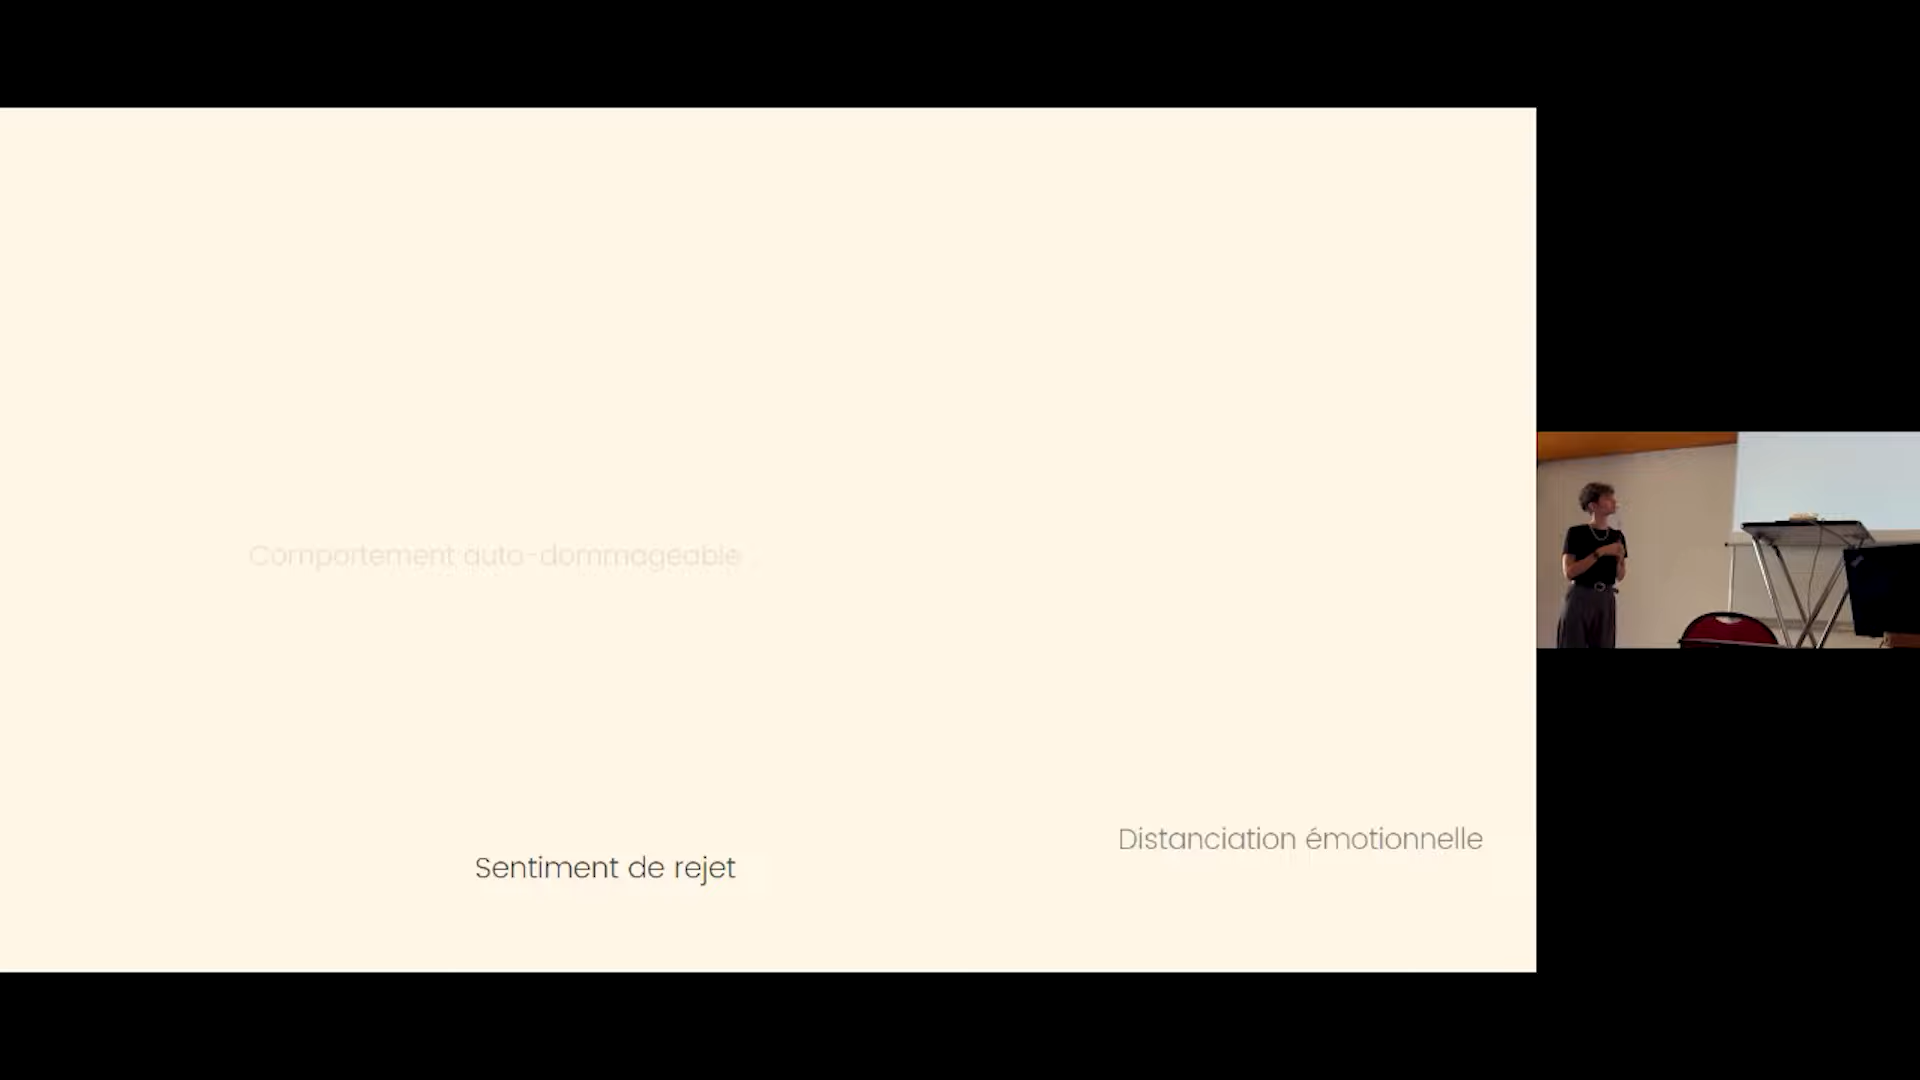 Comportement auto-dommageable
Distanciation émotionnelle
Sentiment de rejet